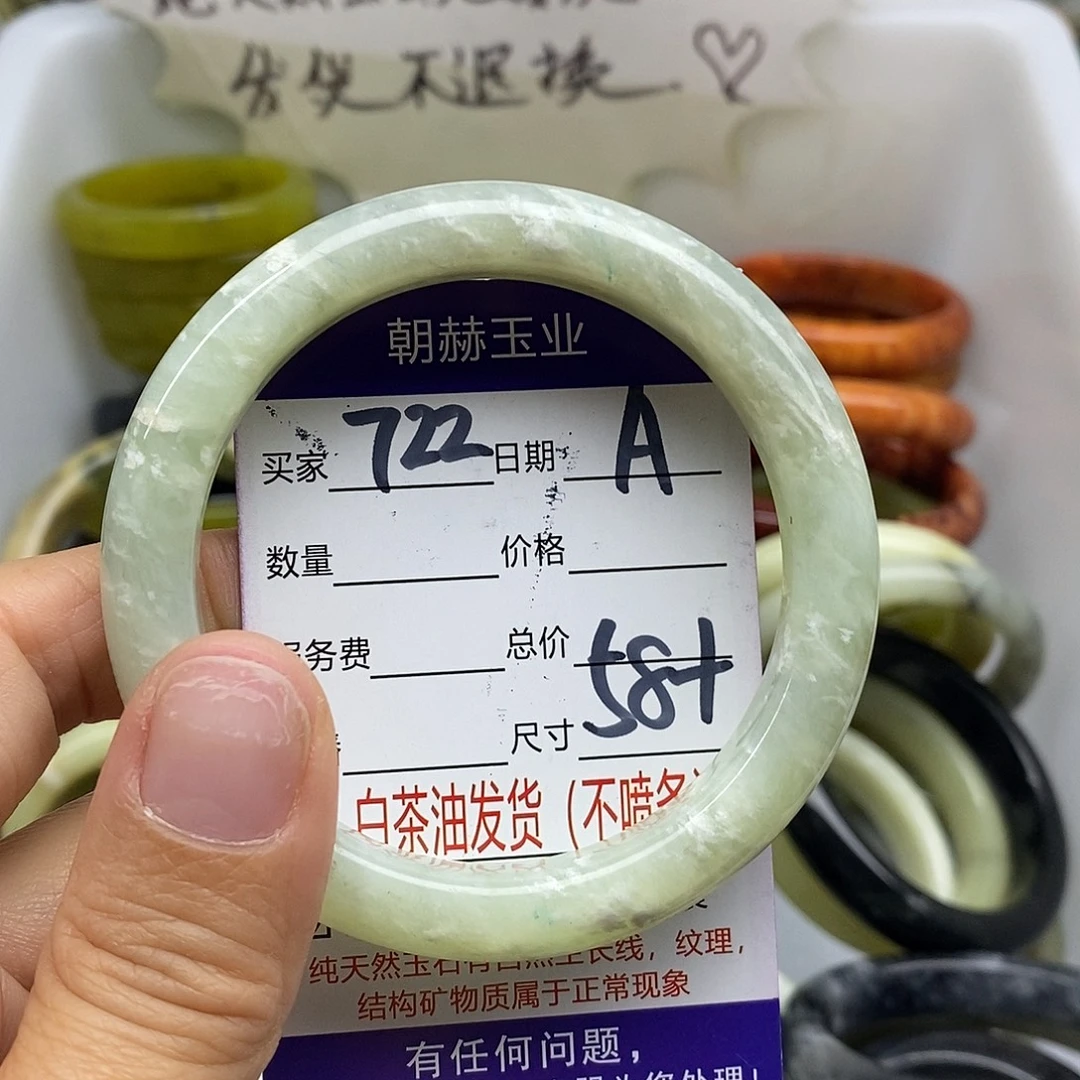 售出不退换
朝赫玉业
买家 722 日期 A
数量 价格
务费 总价
尺寸 58+
白茶油发货（不喷
纯天然玉石有自然生长线，纹理，
结构矿物质属于正常现象
有任何问题，